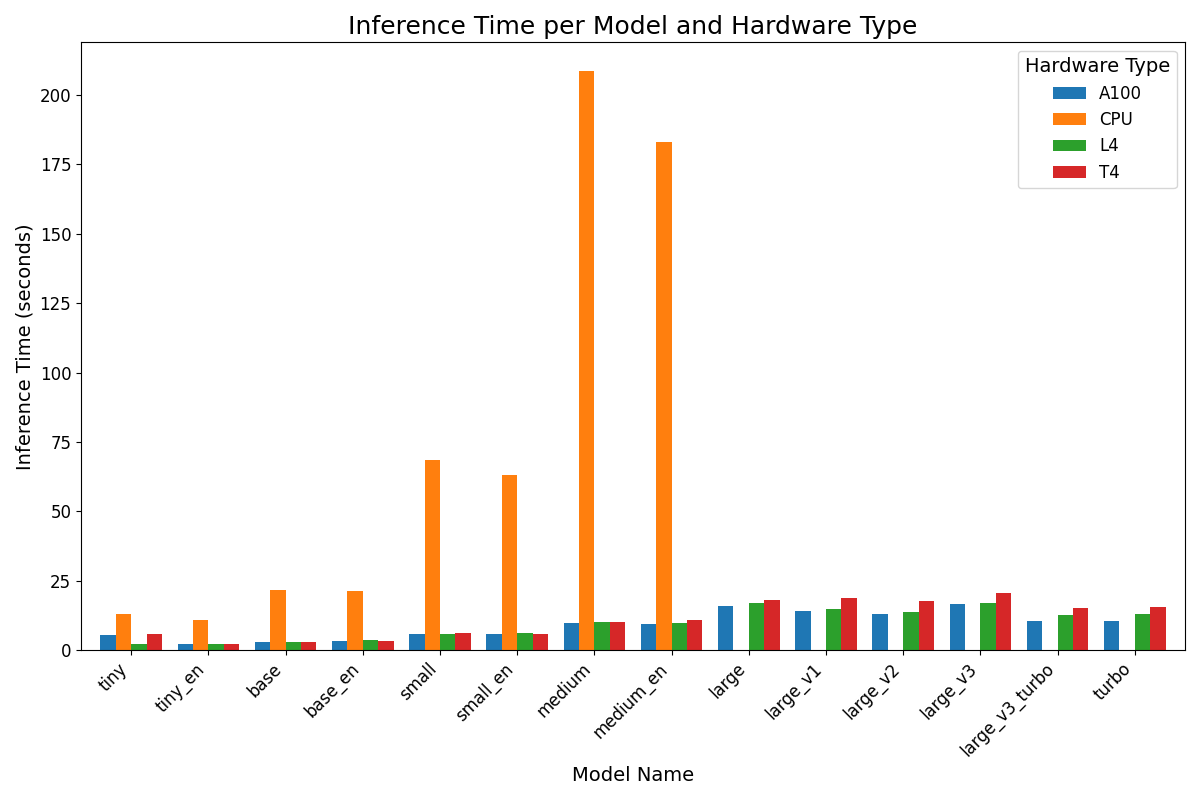 Inference Time per Model and Hardware Type
Hardware Type
A100
CPU
L4
T4
Inference Time (seconds)
200
175
150
125
100
75
50
25
0
tiny
tiny_en
base
base_en
small
small_en
medium
medium_en
large
large_v1
large_v2
large_v3
large_v3_turbo
turbo
Model Name